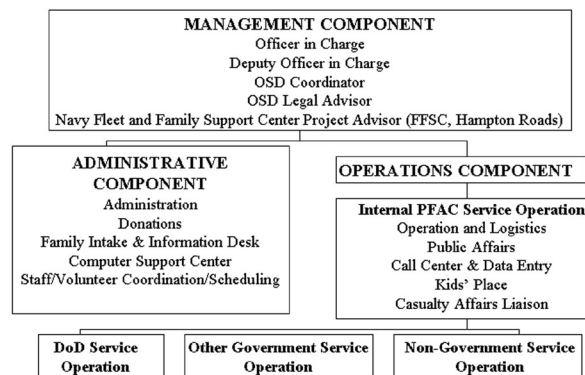 MANAGEMENT COMPONENT
Officer in Charge
Deputy Officer in Charge
OSD Coordinator
OSD Legal Advisor
Navy Fleet and Family Support Center Project Advisor (FFSC, Hampton Roads)
ADMINISTRATIVE
COMPONENT
Administration
Donations
Family Intake & Information Desk
Computer Support Center
Staff/Volunteer Coordination/Scheduling
OPERATIONS COMPONENT
Internal PFAC Service Operation
Operation and Logistics
Public Affairs
Call Center & Data Entry
Kids' Place
Casualty Affairs Liaison
DoD Service
Operation
Other Government Service
Operation
Non-Government Service
Operation